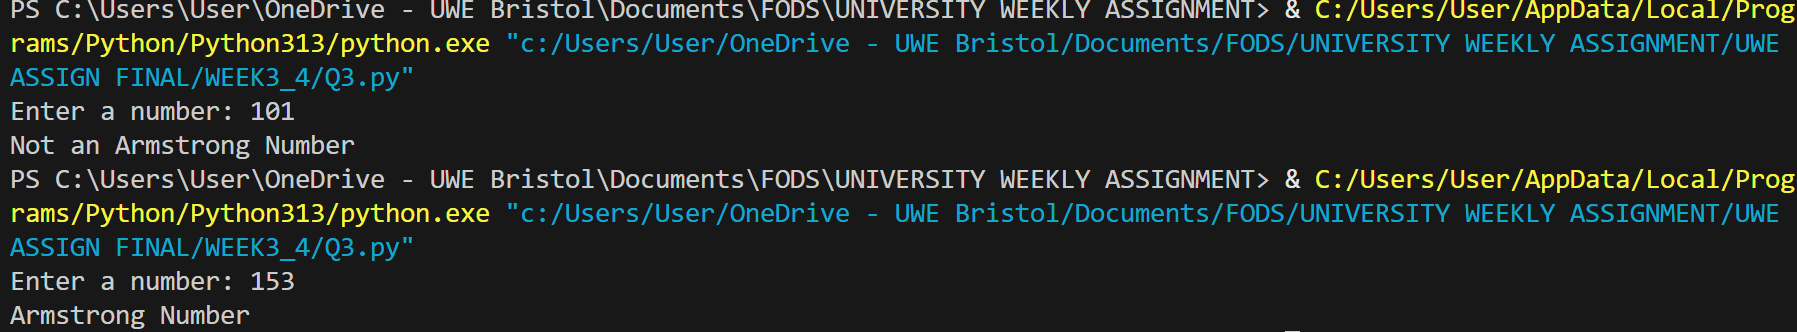 PS C:\Users\User\OneDrive - UWE Bristol\Documents\FODS\UNIVERSITY WEEKLY ASSIGNMENT> & C:/Users/User/AppData/Local/Prog
rams/Python/Python313/python.exe "c:/Users/User/OneDrive - UWE Bristol/Documents/FODS/UNIVERSITY WEEKLY ASSIGNMENT/UWE
ASSIGN FINAL/WEEK3_4/Q3.py"
Enter a number: 101
Not an Armstrong Number
PS C:\Users\User\OneDrive - UWE Bristol\Documents\FODS\UNIVERSITY WEEKLY ASSIGNMENT> & C:/Users/User/AppData/Local/Prog
rams/Python/Python313/python.exe "c:/Users/User/OneDrive - UWE Bristol/Documents/FODS/UNIVERSITY WEEKLY ASSIGNMENT/UWE
ASSIGN FINAL/WEEK3_4/Q3.py"
Enter a number: 153
Armstrong Number